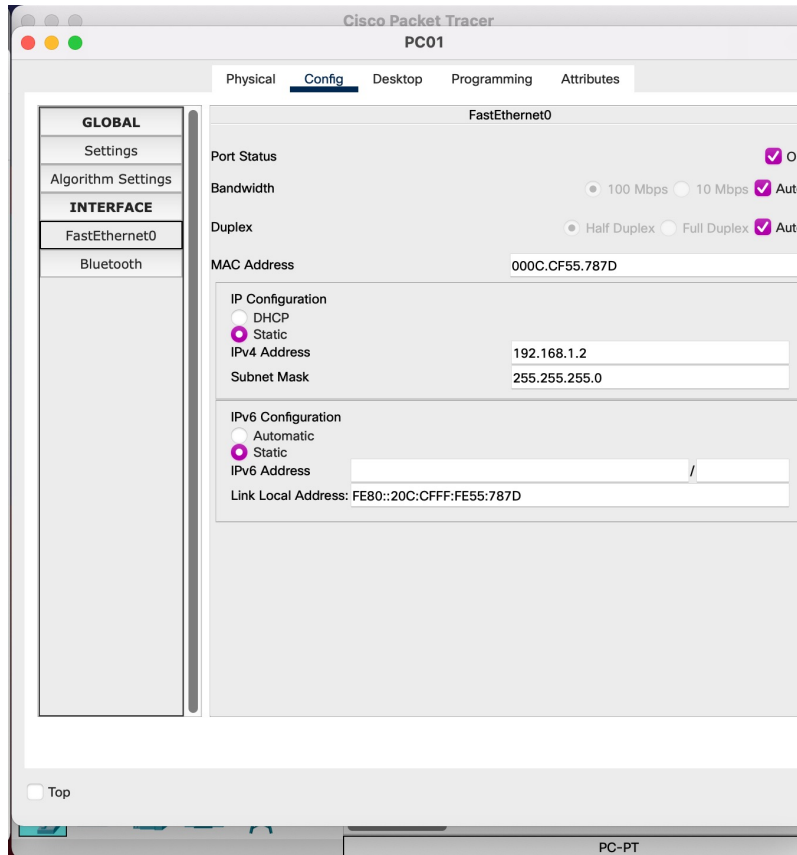 Cisco Packet Tracer
PC01
Physical Config Desktop Programming Attributes
GLOBAL
Settings
Algorithm Settings
INTERFACE
FastEthernet0
Bluetooth
FastEthernet0
Port Status O
Bandwidth 100 Mbps 10 Mbps Aut
Duplex Half Duplex Full Duplex Aut
MAC Address 000C.CF55.787D
IP Configuration
DHCP
Static
IPv4 Address 192.168.1.2
Subnet Mask 255.255.255.0
IPv6 Configuration
Automatic
Static
IPv6 Address /
Link Local Address: FE80::20C:CFFF:FE55:787D
Top
PC-PT